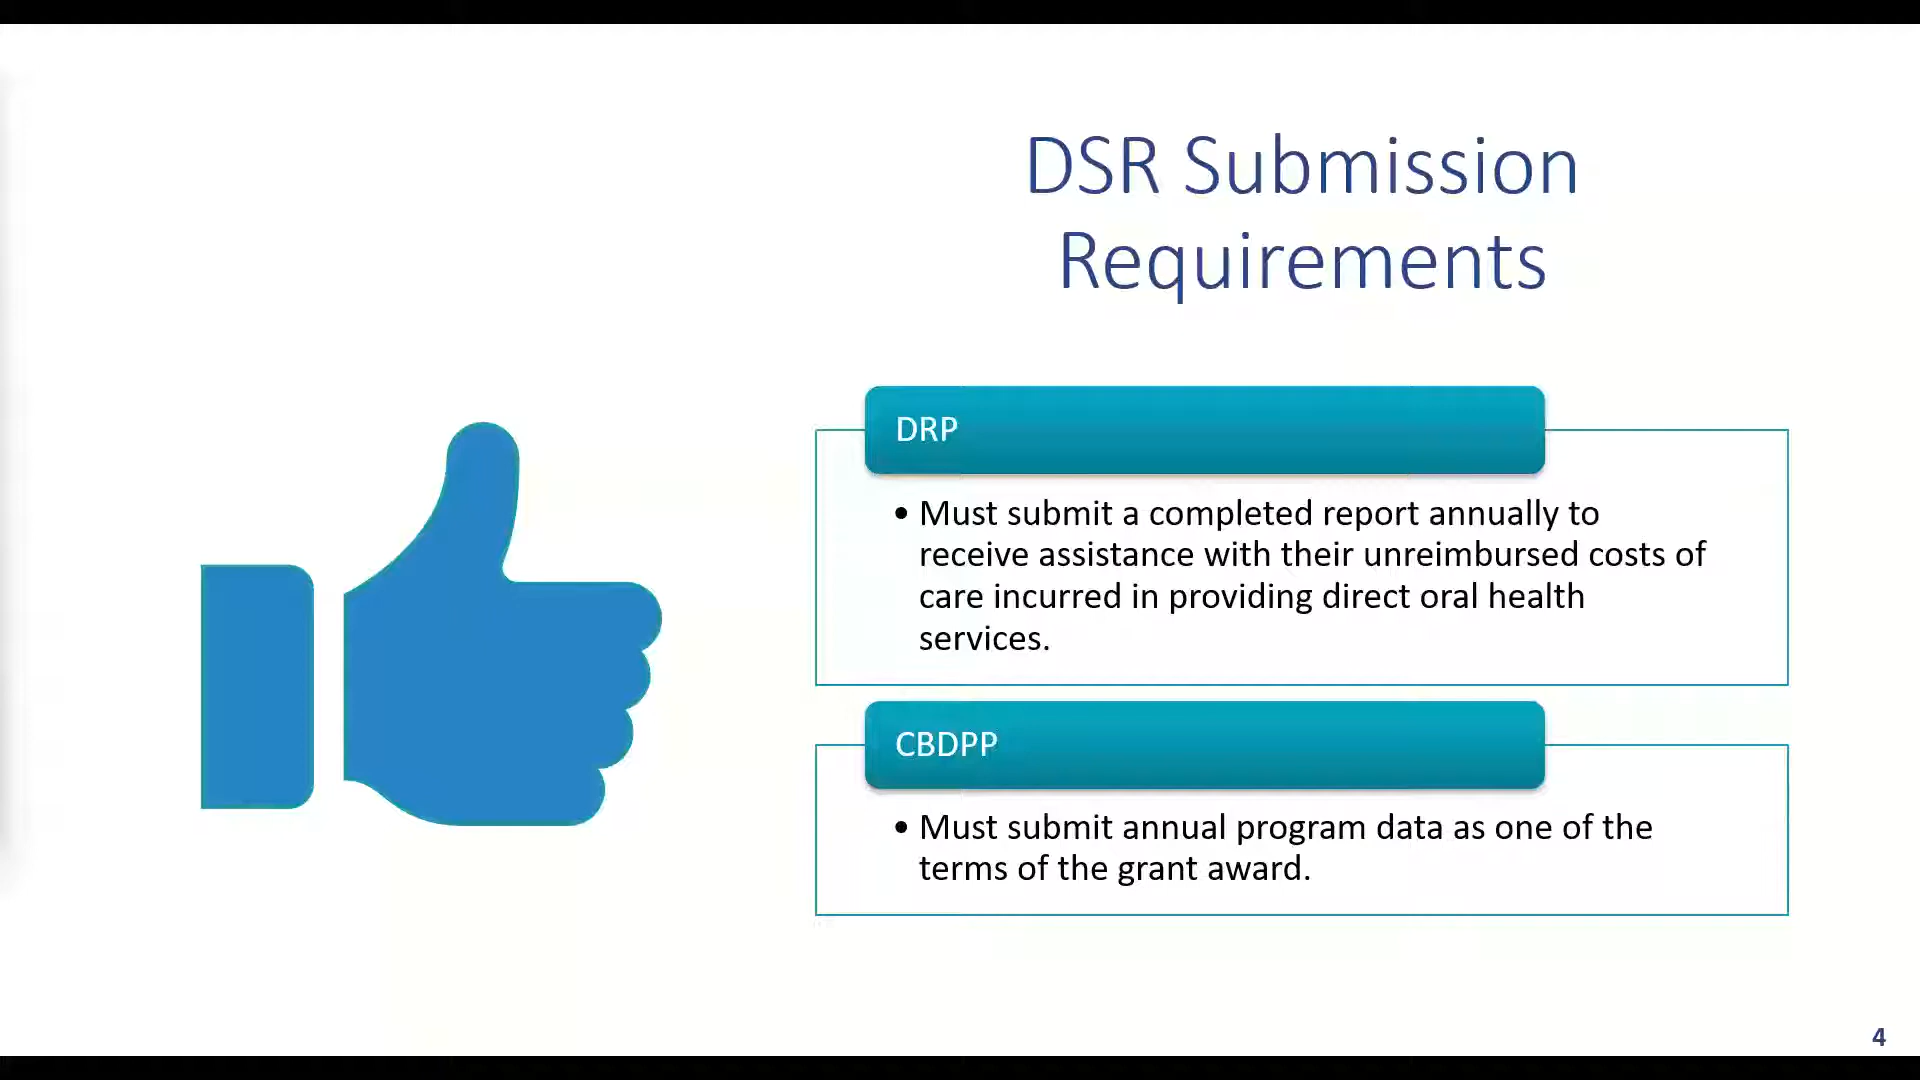 DSR Submission
Requirements
DRP
• Must submit a completed report annually to
receive assistance with their unreimbursed costs of
care incurred in providing direct oral health
services.
CBDPP
• Must submit annual program data as one of the
terms of the grant award.
4